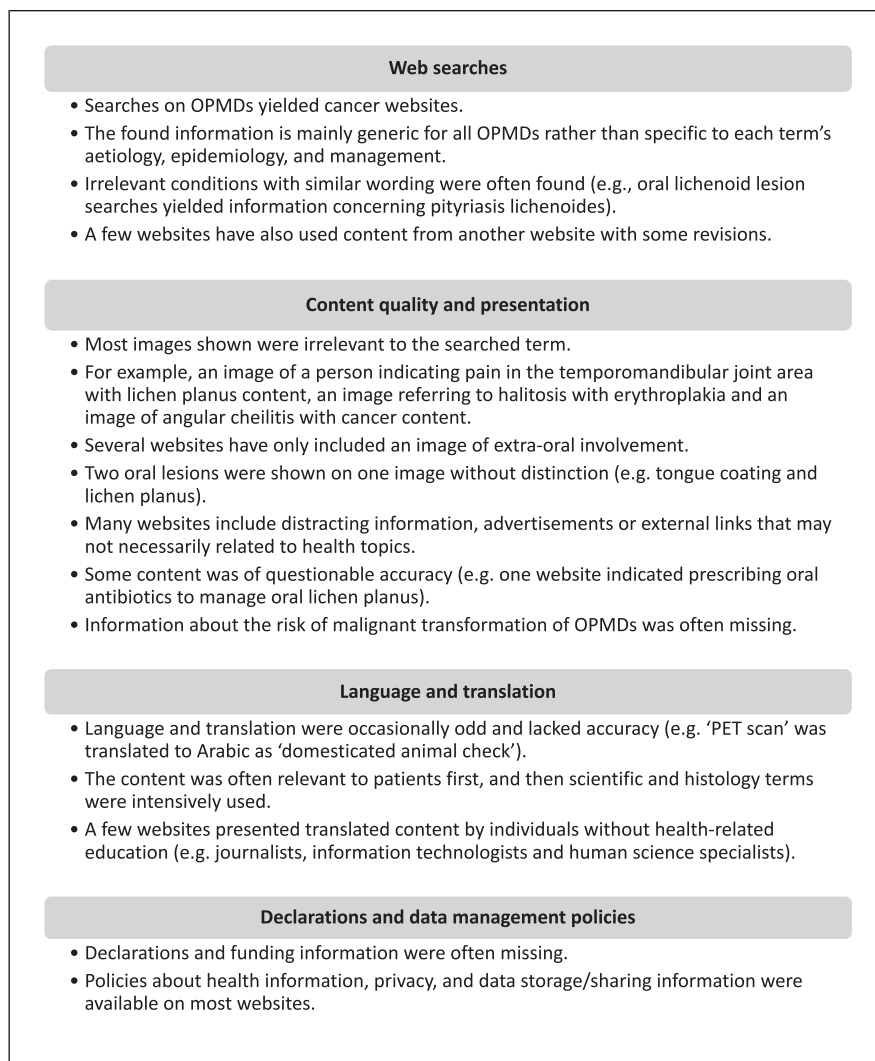 Web searches
• Searches on OPMDs yielded cancer websites.
• The found information is mainly generic for all OPMDs rather than specific to each term’s
aetiology, epidemiology, and management.
• Irrelevant conditions with similar wording were often found (e.g., oral lichenoid lesion
searches yielded information concerning pityriasis lichenoides).
• A few websites have also used content from another website with some revisions.
Content quality and presentation
• Most images shown were irrelevant to the searched term.
• For example, an image of a person indicating pain in the temporomandibular joint area
with lichen planus content, an image referring to halitosis with erythroplakia and an
image of angular cheilitis with cancer content.
• Several websites have only included an image of extra-oral involvement.
• Two oral lesions were shown on one image without distinction (e.g. tongue coating and
lichen planus).
• Many websites include distracting information, advertisements or external links that may
not necessarily related to health topics.
• Some content was of questionable accuracy (e.g. one website indicated prescribing oral
antibiotics to manage oral lichen planus).
• Information about the risk of malignant transformation of OPMDs was often missing.
Language and translation
• Language and translation were occasionally odd and lacked accuracy (e.g. ‘PET scan’ was
translated to Arabic as ‘domesticated animal check’).
• The content was often relevant to patients first, and then scientific and histology terms
were intensively used.
• A few websites presented translated content by individuals without health-related
education (e.g. journalists, information technologists and human science specialists).
Declarations and data management policies
• Declarations and funding information were often missing.
• Policies about health information, privacy, and data storage/sharing information were
available on most websites.